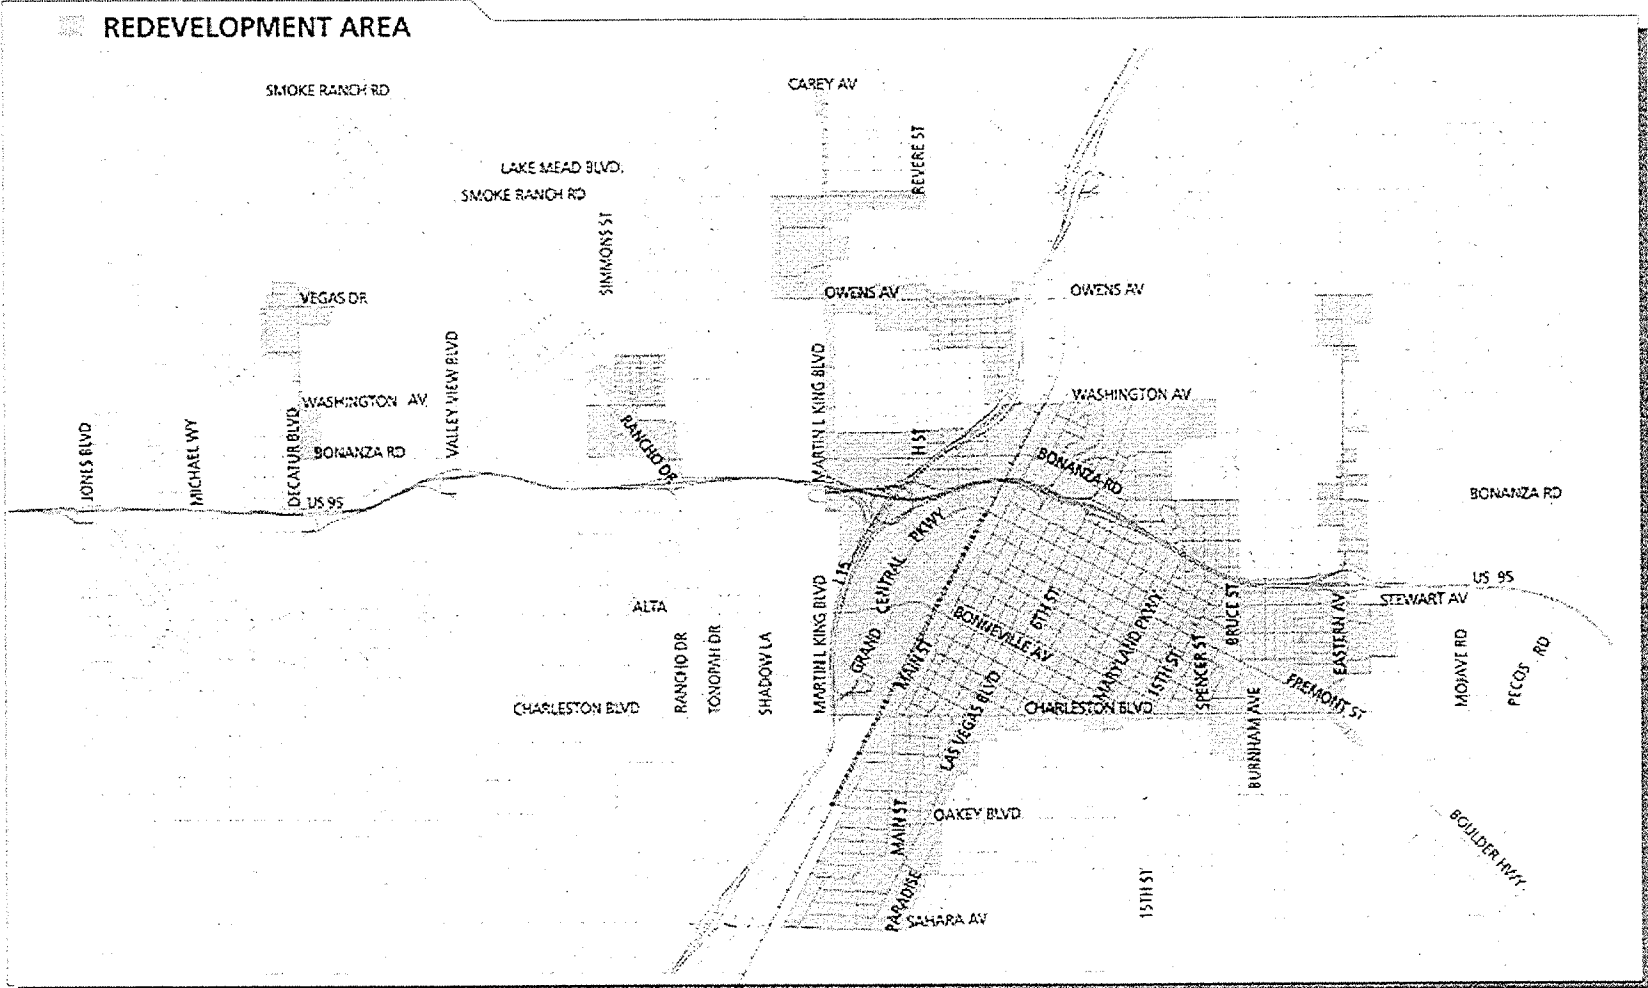 REDEVELOPMENT AREA
SMOKE RANCH RD
CAREY AV
REVERE ST
LAKE MEAD BLVD.
SMOKE RANCH RD
SIMMONS ST
VEGAS DR
OWENS AV
OWENS AV
VALLEY VIEW BLVD
MARTIN L KING BLVD
WASHINGTON AV
WASHINGTON AV
JONES BLVD
MICHAEL WY
DECATUR BLVD
BONANZA RD
RANCHO DR
H ST
BONANZA RD
BONANZA RD
US 95
GRAND CENTRAL PKWY
I 15
US 95
ALTA
MARTIN L KING BLVD
BONNEVILLE AV
6TH ST
MARYLAND PKWY
BRUCE ST
STEWART AV
EASTERN AV
RANCHO DR
TONOPAH DR
SHADOW LA
MAIN ST
15TH ST
SPENCER ST
MOJAVE RD
PECOS RD
CHARLESTON BLVD
LAS VEGAS BLVD
CHARLESTON BLVD
FREMONT ST
BURNHAM AVE
MAIN ST
OAKEY BLVD
BOULDER HWY
PARADISE
SAHARA AV
15TH ST